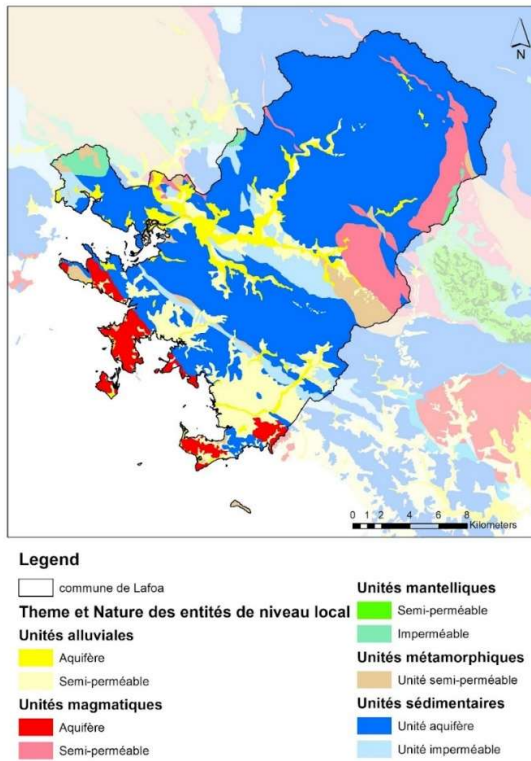 N
0 1 2 4 6 8
Kilometers
Legend
commune de Lafoa
Theme et Nature des entités de niveau local
Unités alluviales
Aquifère
Semi-perméable
Unités magmatiques
Aquifère
Semi-perméable
Unités mantelliques
Semi-perméable
Imperméable
Unités métamorphiques
Unité semi-perméable
Unités sédimentaires
Unité aquifère
Unité imperméable